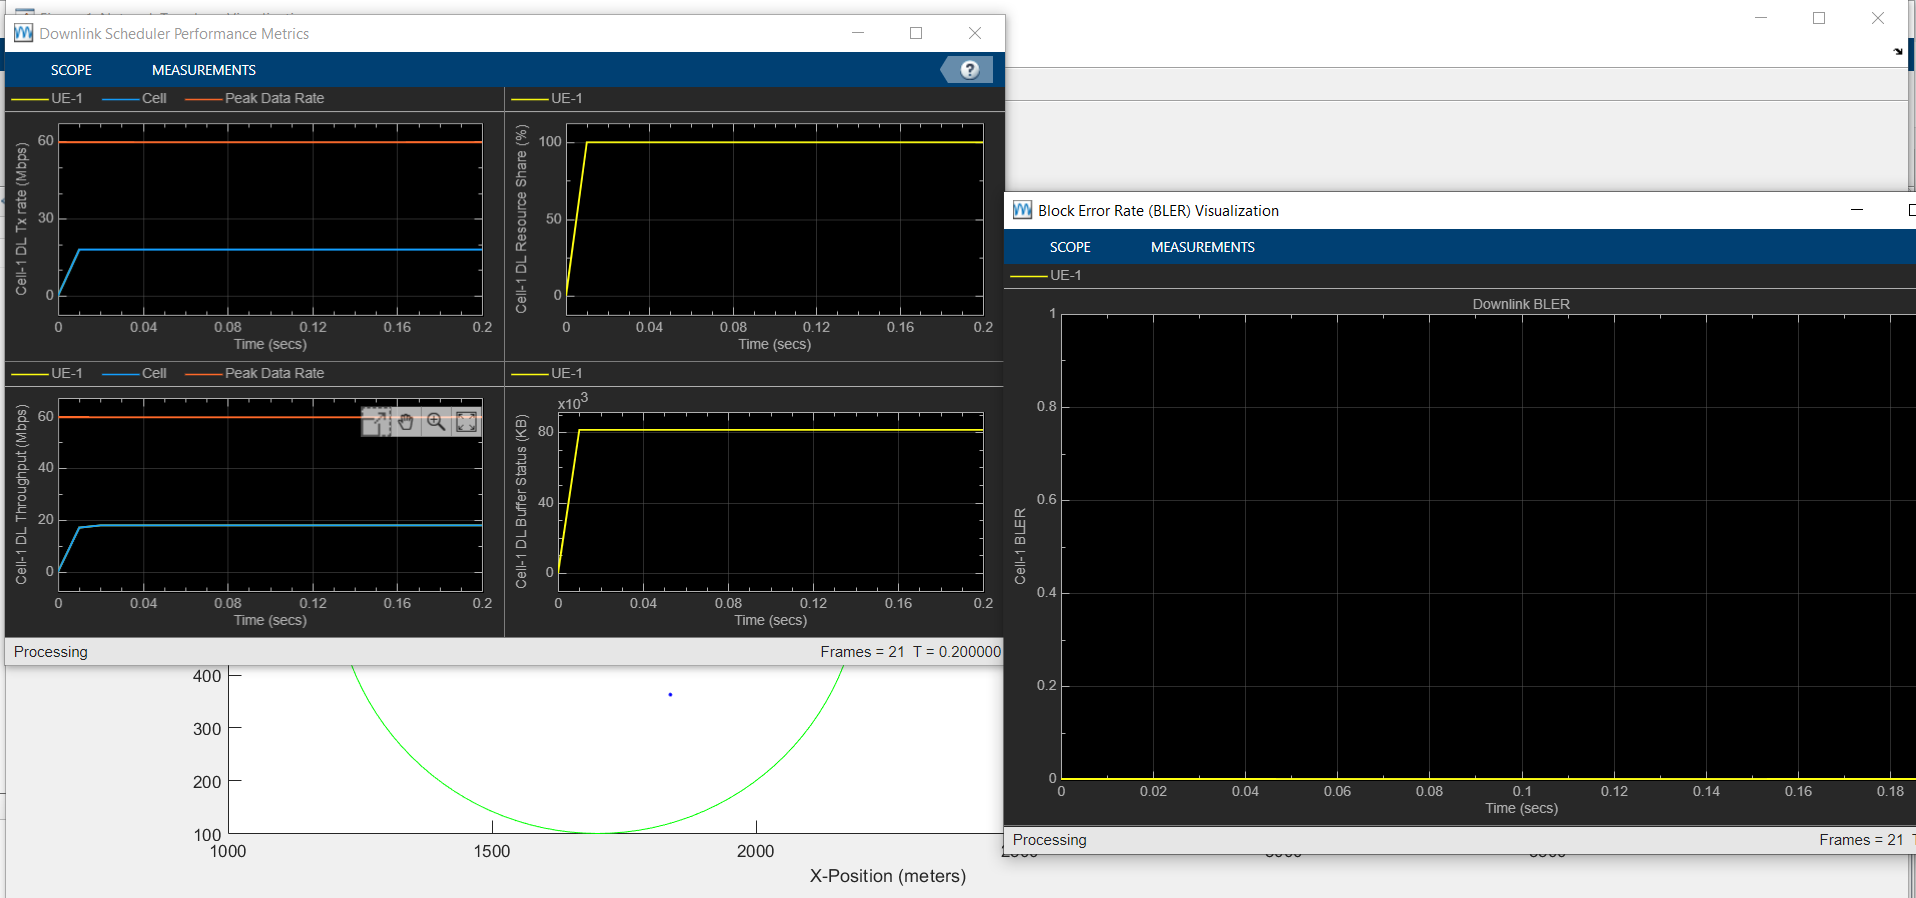 Downlink Scheduler Performance Metrics
SCOPE MEASUREMENTS ?
UE-1 Cell Peak Data Rate
Cell-1 DL Tx rate (Mbps)
60
30
0
0 0.04 0.08 0.12 0.16 0.2
Time (secs)
UE-1
Cell-1 DL Resource Share (%)
100
50
0
0 0.04 0.08 0.12 0.16 0.2
Time (secs)
UE-1 Cell Peak Data Rate
Cell-1 DL Throughput (Mbps)
60
40
20
0
0 0.04 0.08 0.12 0.16 0.2
Time (secs)
UE-1
x10³
Cell-1 DL Buffer Status (KB)
80
40
0
0 0.04 0.08 0.12 0.16 0.2
Time (secs)
Processing Frames = 21 T = 0.200000
Block Error Rate (BLER) Visualization
SCOPE MEASUREMENTS
UE-1
Downlink BLER
Cell-1 BLER
1
0.8
0.6
0.4
0.2
0
0 0.02 0.04 0.06 0.08 0.1 0.12 0.14 0.16 0.18
Time (secs)
Processing Frames = 21
400
300
200
100
1000 1500 2000
X-Position (meters)